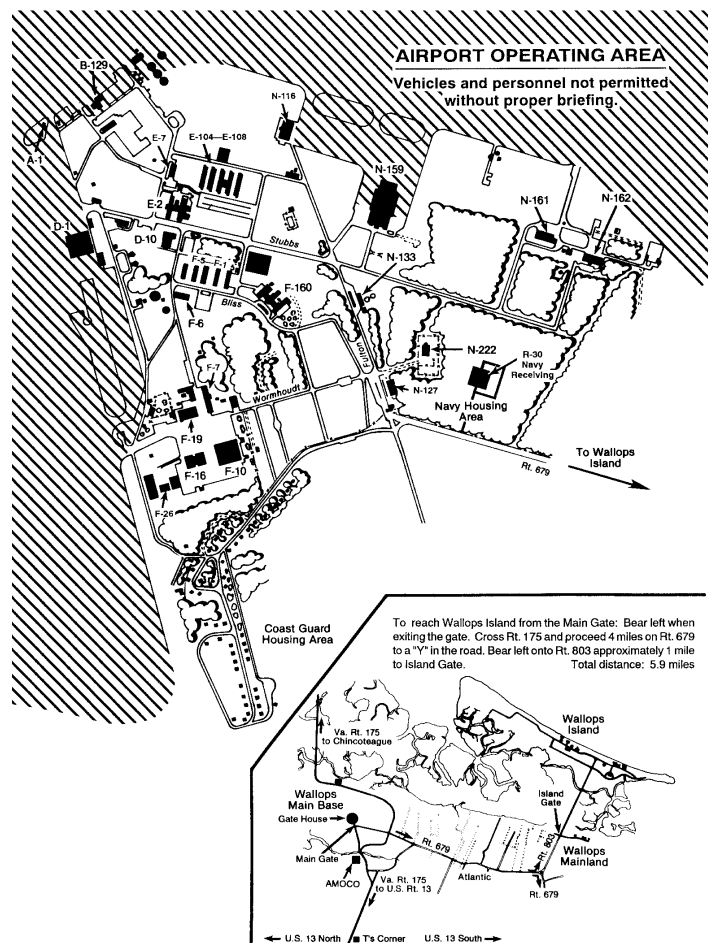 AIRPORT OPERATING AREA
Vehicles and personnel not permitted
without proper briefing.
B-129
N-116
A-1
E-7
E-104—E-108
N-159
N-161
N-162
E-2
D-1
D-10
Stubbs
F-5
F-1
N-133
Bliss
F-160
F-6
Fulton
N-222
R-30
Navy
Receiving
F-7
N-127
Wormhoudt
Navy Housing
Area
F-19
To Wallops
Island
Rt. 679
F-16
F-10
F-26
Coast Guard
Housing Area
To reach Wallops Island from the Main Gate: Bear left when
exiting the gate. Cross Rt. 175 and proceed 4 miles on Rt. 679
to a "Y" in the road. Bear left onto Rt. 803 approximately 1 mile
to Island Gate. Total distance: 5.9 miles
Va. Rt. 175
to Chincoteague
Wallops
Island
Wallops
Main Base
Island
Gate
Gate House
Rt. 679
Rt. 803
Wallops
Mainland
Main Gate
AMOCO
Va. Rt. 175
to U.S. Rt. 13
Atlantic
Rt. 679
U.S. 13 North T's Corner U.S. 13 South